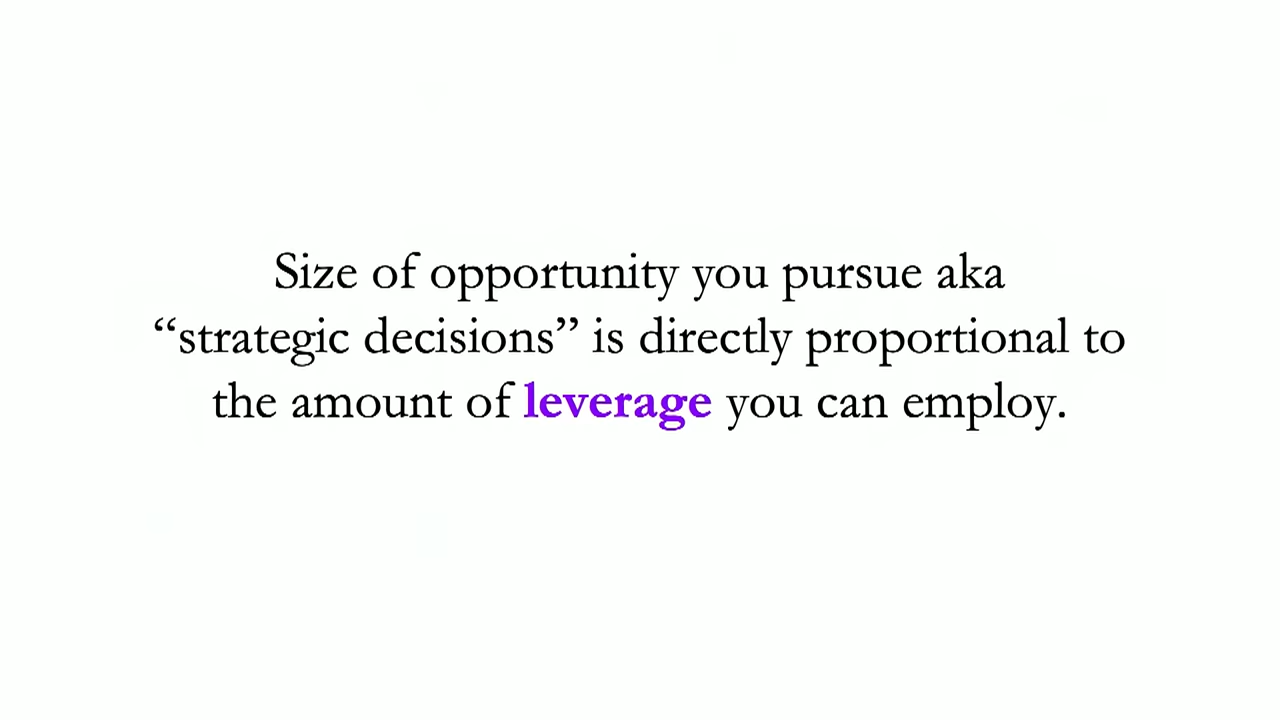 Size of opportunity you pursue aka
“strategic decisions” is directly proportional to
the amount of leverage you can employ.